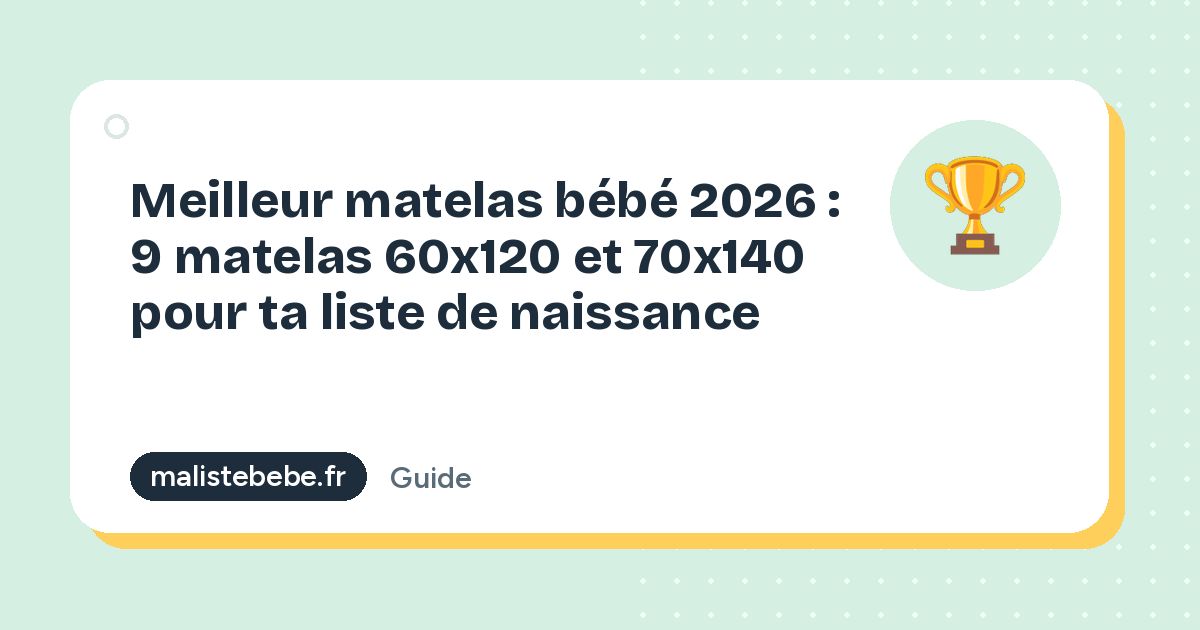 Meilleur matelas bébé 2026 :
9 matelas 60x120 et 70x140
pour ta liste de naissance
malistebebe.fr
Guide